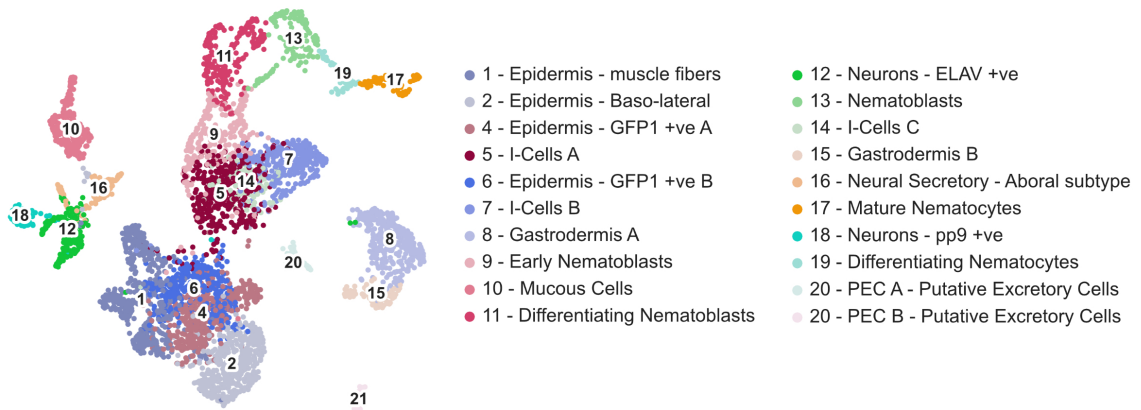 13
11
19
17
10
9
7
14
5
16
18
12
8
20
6
1
15
4
2
21
1 - Epidermis - muscle fibers
2 - Epidermis - Baso-lateral
4 - Epidermis - GFP1 +ve A
5 - I-Cells A
6 - Epidermis - GFP1 +ve B
7 - I-Cells B
8 - Gastrodermis A
9 - Early Nematoblasts
10 - Mucous Cells
11 - Differentiating Nematoblasts
12 - Neurons - ELAV +ve
13 - Nematoblasts
14 - I-Cells C
15 - Gastrodermis B
16 - Neural Secretory - Aboral subtype
17 - Mature Nematocytes
18 - Neurons - pp9 +ve
19 - Differentiating Nematocytes
20 - PEC A - Putative Excretory Cells
20 - PEC B - Putative Excretory Cells